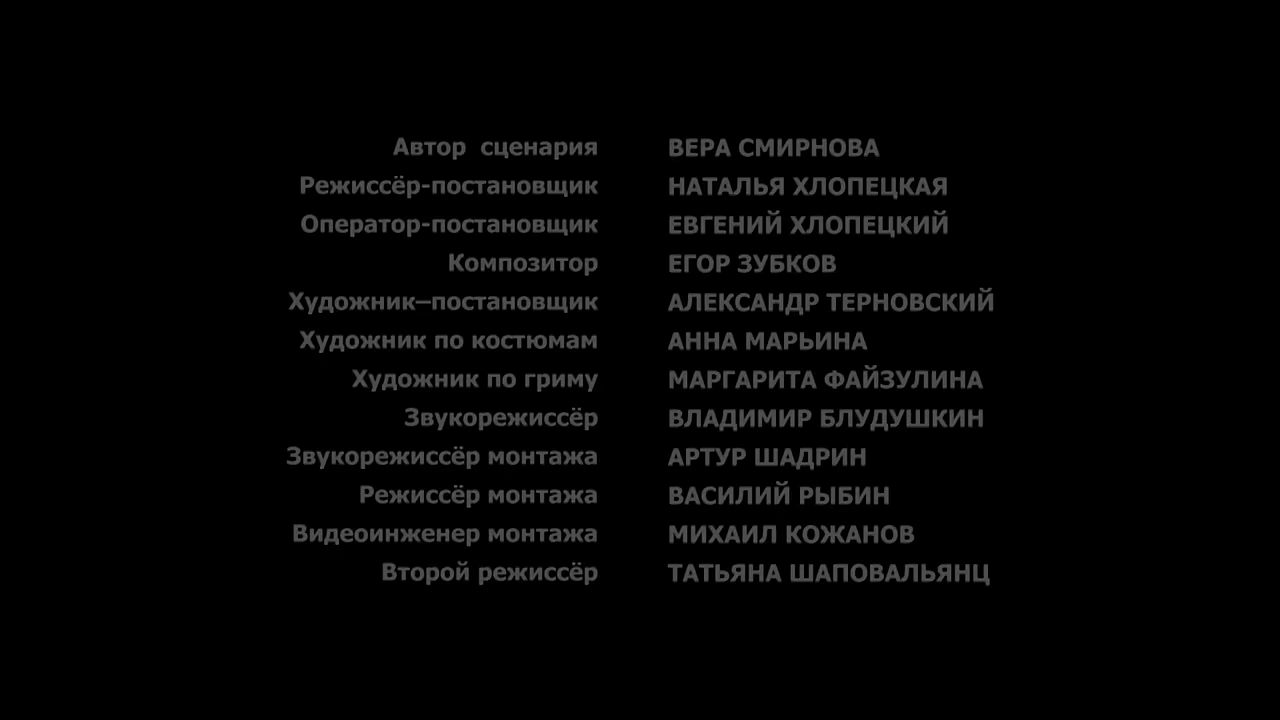 Автор сценария ВЕРА СМИРНОВА
Режиссёр-постановщик НАТАЛЬЯ ХЛОПЕЦКАЯ
Оператор-постановщик ЕВГЕНИЙ ХЛОПЕЦКИЙ
Композитор ЕГОР ЗУБКОВ
Художник–постановщик АЛЕКСАНДР ТЕРНОВСКИЙ
Художник по костюмам АННА МАРЬИНА
Художник по гриму МАРГАРИТА ФАЙЗУЛИНА
Звукорежиссёр ВЛАДИМИР БЛУДУШКИН
Звукорежиссёр монтажа АРТУР ШАДРИН
Режиссёр монтажа ВАСИЛИЙ РЫБИН
Видеоинженер монтажа МИХАИЛ КОЖАНОВ
Второй режиссёр ТАТЬЯНА ШАПОВАЛЬЯНЦ